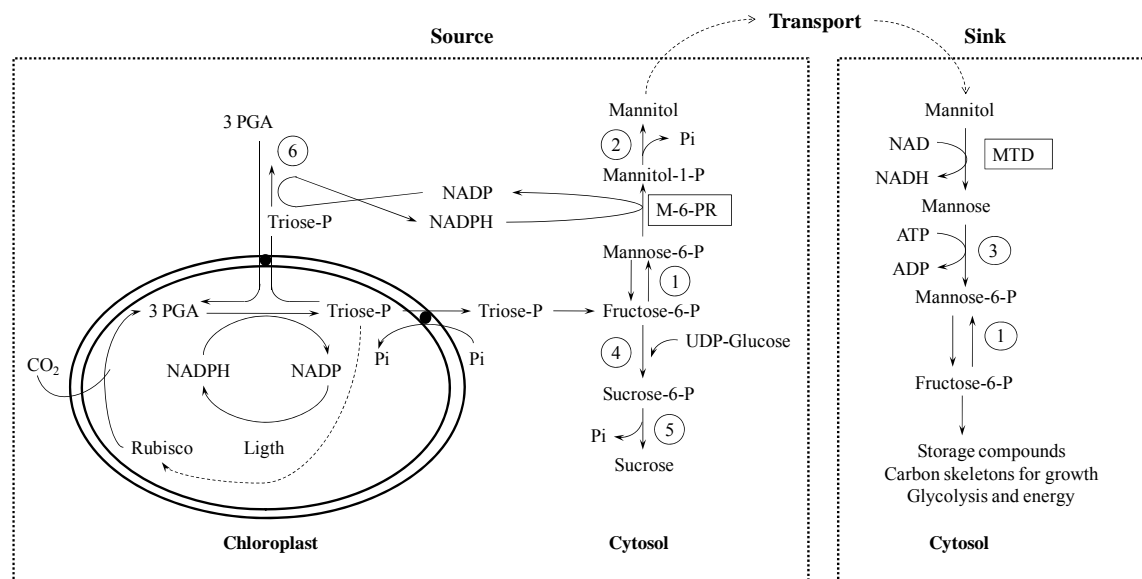 Transport
Source
Sink
3 PGA
6
Triose-P
NADP
NADPH
Mannitol
2
Pi
Mannitol-1-P
M-6-PR
Mannose-6-P
1
Fructose-6-P
4
UDP-Glucose
Sucrose-6-P
Pi
5
Sucrose
3 PGA
Triose-P
Triose-P
Pi
Pi
NADPH
NADP
CO2
Rubisco
Ligth
Chloroplast
Cytosol
Mannitol
NAD
MTD
NADH
Mannose
ATP
3
ADP
Mannose-6-P
1
Fructose-6-P
Storage compounds
Carbon skeletons for growth
Glycolysis and energy
Cytosol